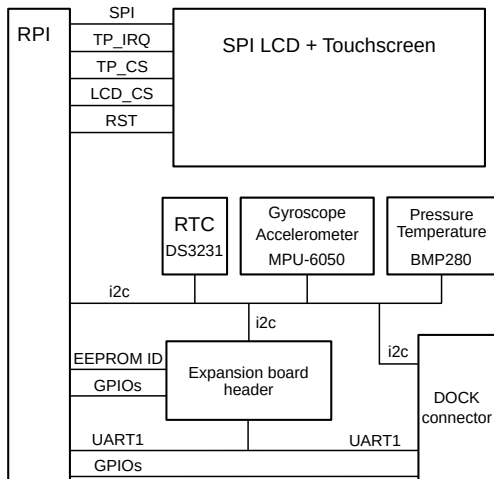 RPI
SPI
TP_IRQ
TP_CS
LCD_CS
RST
SPI LCD + Touchscreen
RTC
DS3231
Gyroscope
Accelerometer
MPU-6050
Pressure
Temperature
BMP280
i2c
i2c
i2c
EEPROM ID
GPIOs
Expansion board
header
DOCK
connector
UART1
UART1
GPIOs